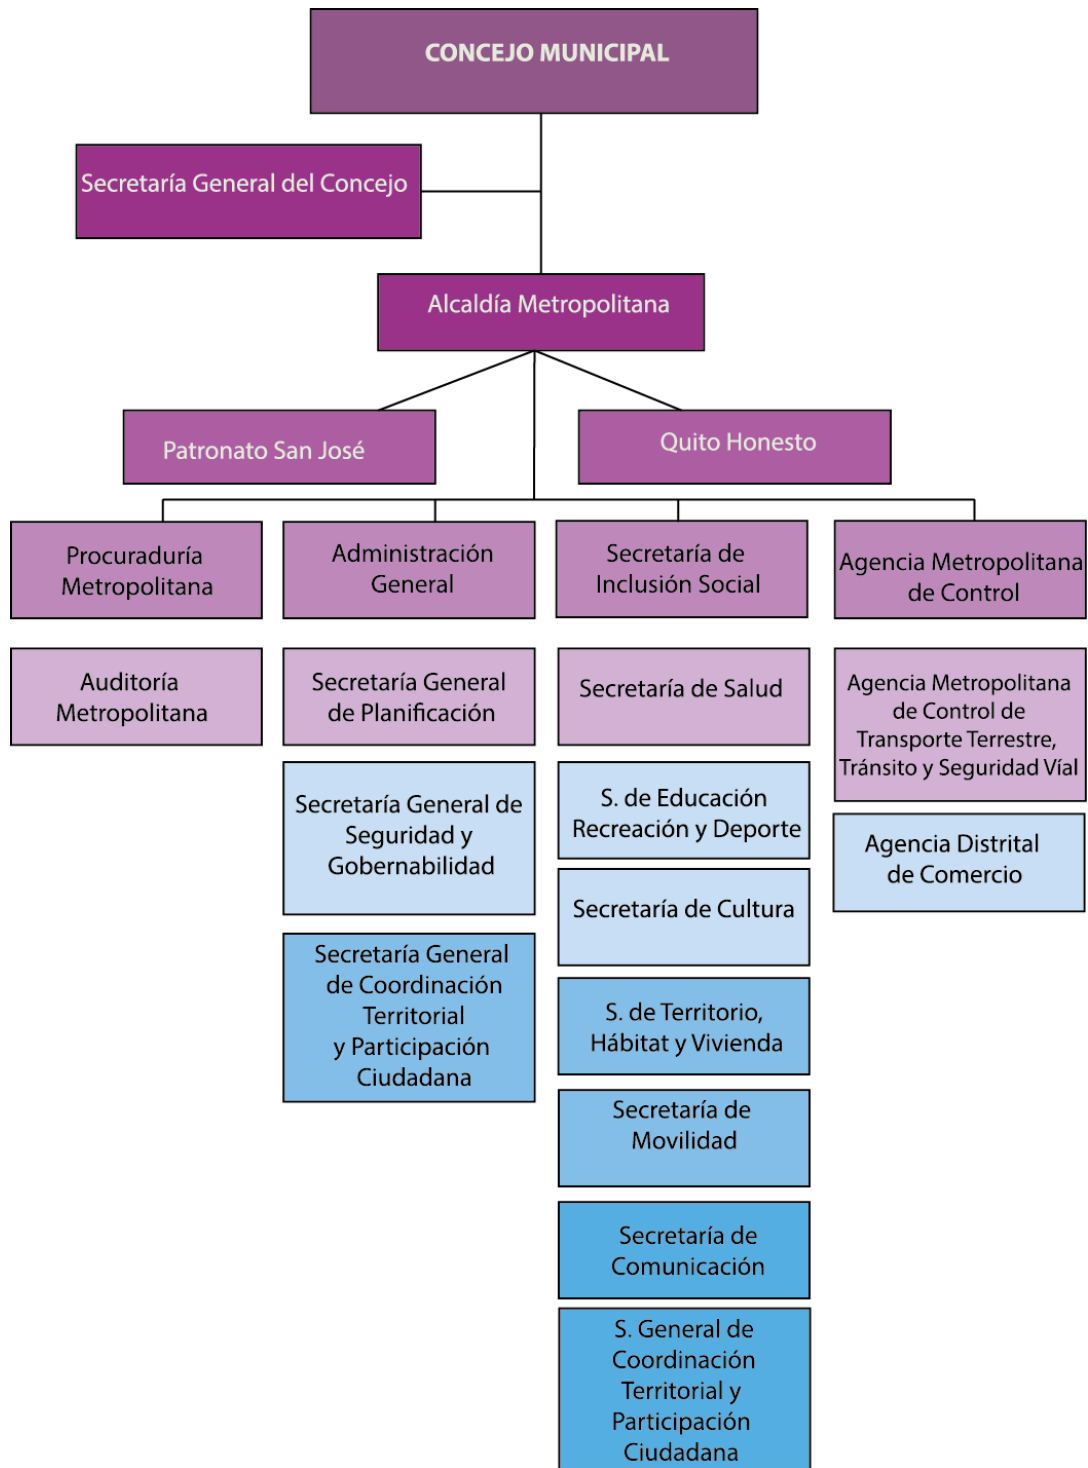 CONCEJO MUNICIPAL
Secretaría General del Concejo
Alcaldía Metropolitana
Patronato San José
Quito Honesto
Procuraduría
Metropolitana
Administración
General
Secretaría de
Inclusión Social
Agencia Metropolitana
de Control
Auditoría
Metropolitana
Secretaría General
de Planificación
Secretaría de Salud
Agencia Metropolitana
de Control de
Transporte Terrestre,
Tránsito y Seguridad Víal
Secretaría General de
Seguridad y
Gobernabilidad
S. de Educación
Recreación y Deporte
Agencia Distrital
de Comercio
Secretaría de Cultura
Secretaría General
de Coordinación
Territorial
y Participación
Ciudadana
S. de Territorio,
Hábitat y Vivienda
Secretaría de
Movilidad
Secretaría de
Comunicación
S. General de
Coordinación
Territorial y
Participación
Ciudadana